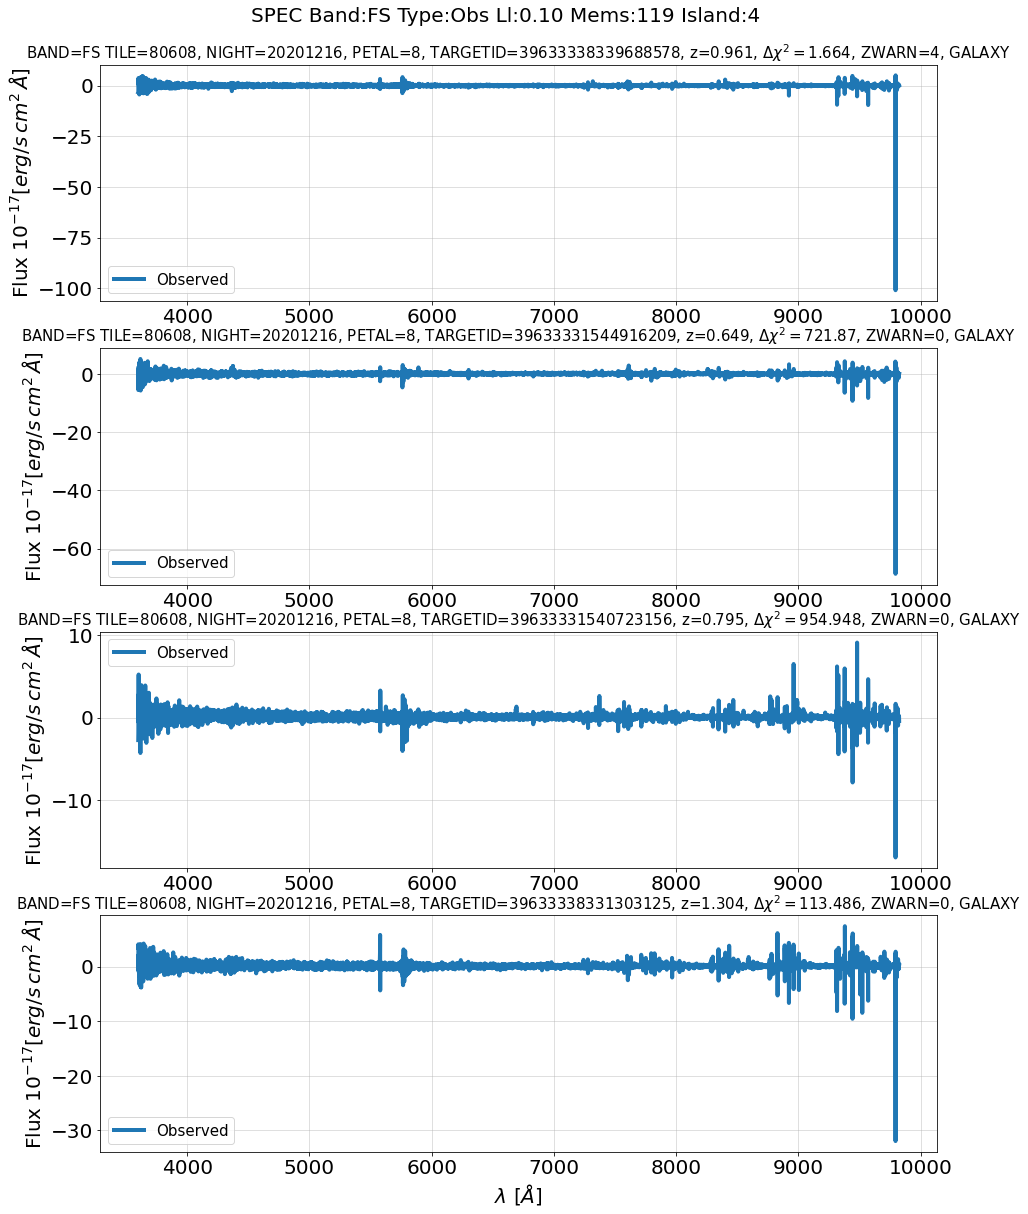 SPEC Band:FS Type:Obs Ll:0.10 Mems:119 Island:4
BAND=FS TILE=80608, NIGHT=20201216, PETAL=8, TARGETID=39633338339688578, z=0.961, Δχ² = 1.664, ZWARN=4, GALAXY
Flux 10⁻¹⁷[erg/s cm² Å]
0
−25
−50
−75
−100
Observed
4000 5000 6000 7000 8000 9000 10000
BAND=FS TILE=80608, NIGHT=20201216, PETAL=8, TARGETID=39633331544916209, z=0.649, Δχ² = 721.87, ZWARN=0, GALAXY
Flux 10⁻¹⁷[erg/s cm² Å]
0
−20
−40
−60
Observed
4000 5000 6000 7000 8000 9000 10000
BAND=FS TILE=80608, NIGHT=20201216, PETAL=8, TARGETID=39633331540723156, z=0.795, Δχ² = 954.948, ZWARN=0, GALAXY
Flux 10⁻¹⁷[erg/s cm² Å]
10
0
−10
Observed
4000 5000 6000 7000 8000 9000 10000
BAND=FS TILE=80608, NIGHT=20201216, PETAL=8, TARGETID=39633338331303125, z=1.304, Δχ² = 113.486, ZWARN=0, GALAXY
Flux 10⁻¹⁷[erg/s cm² Å]
0
−10
−20
−30
Observed
4000 5000 6000 7000 8000 9000 10000
λ [Å]